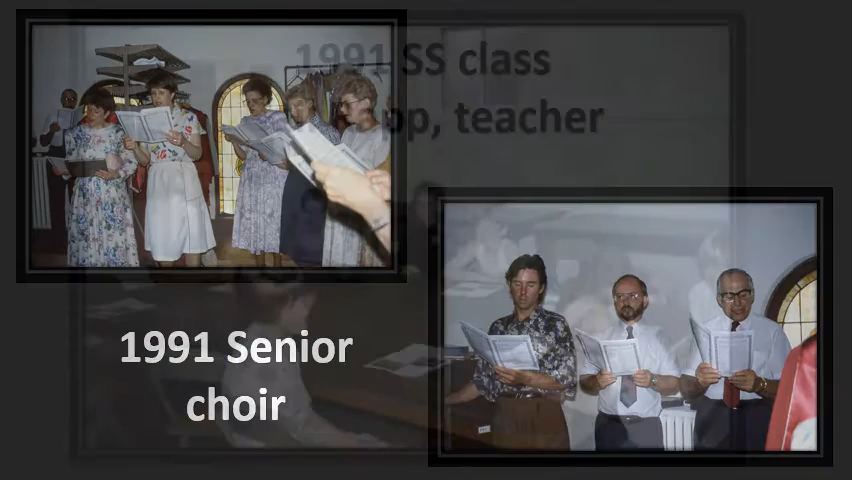 1991 SS class
pp, teacher
1991 Senior
choir